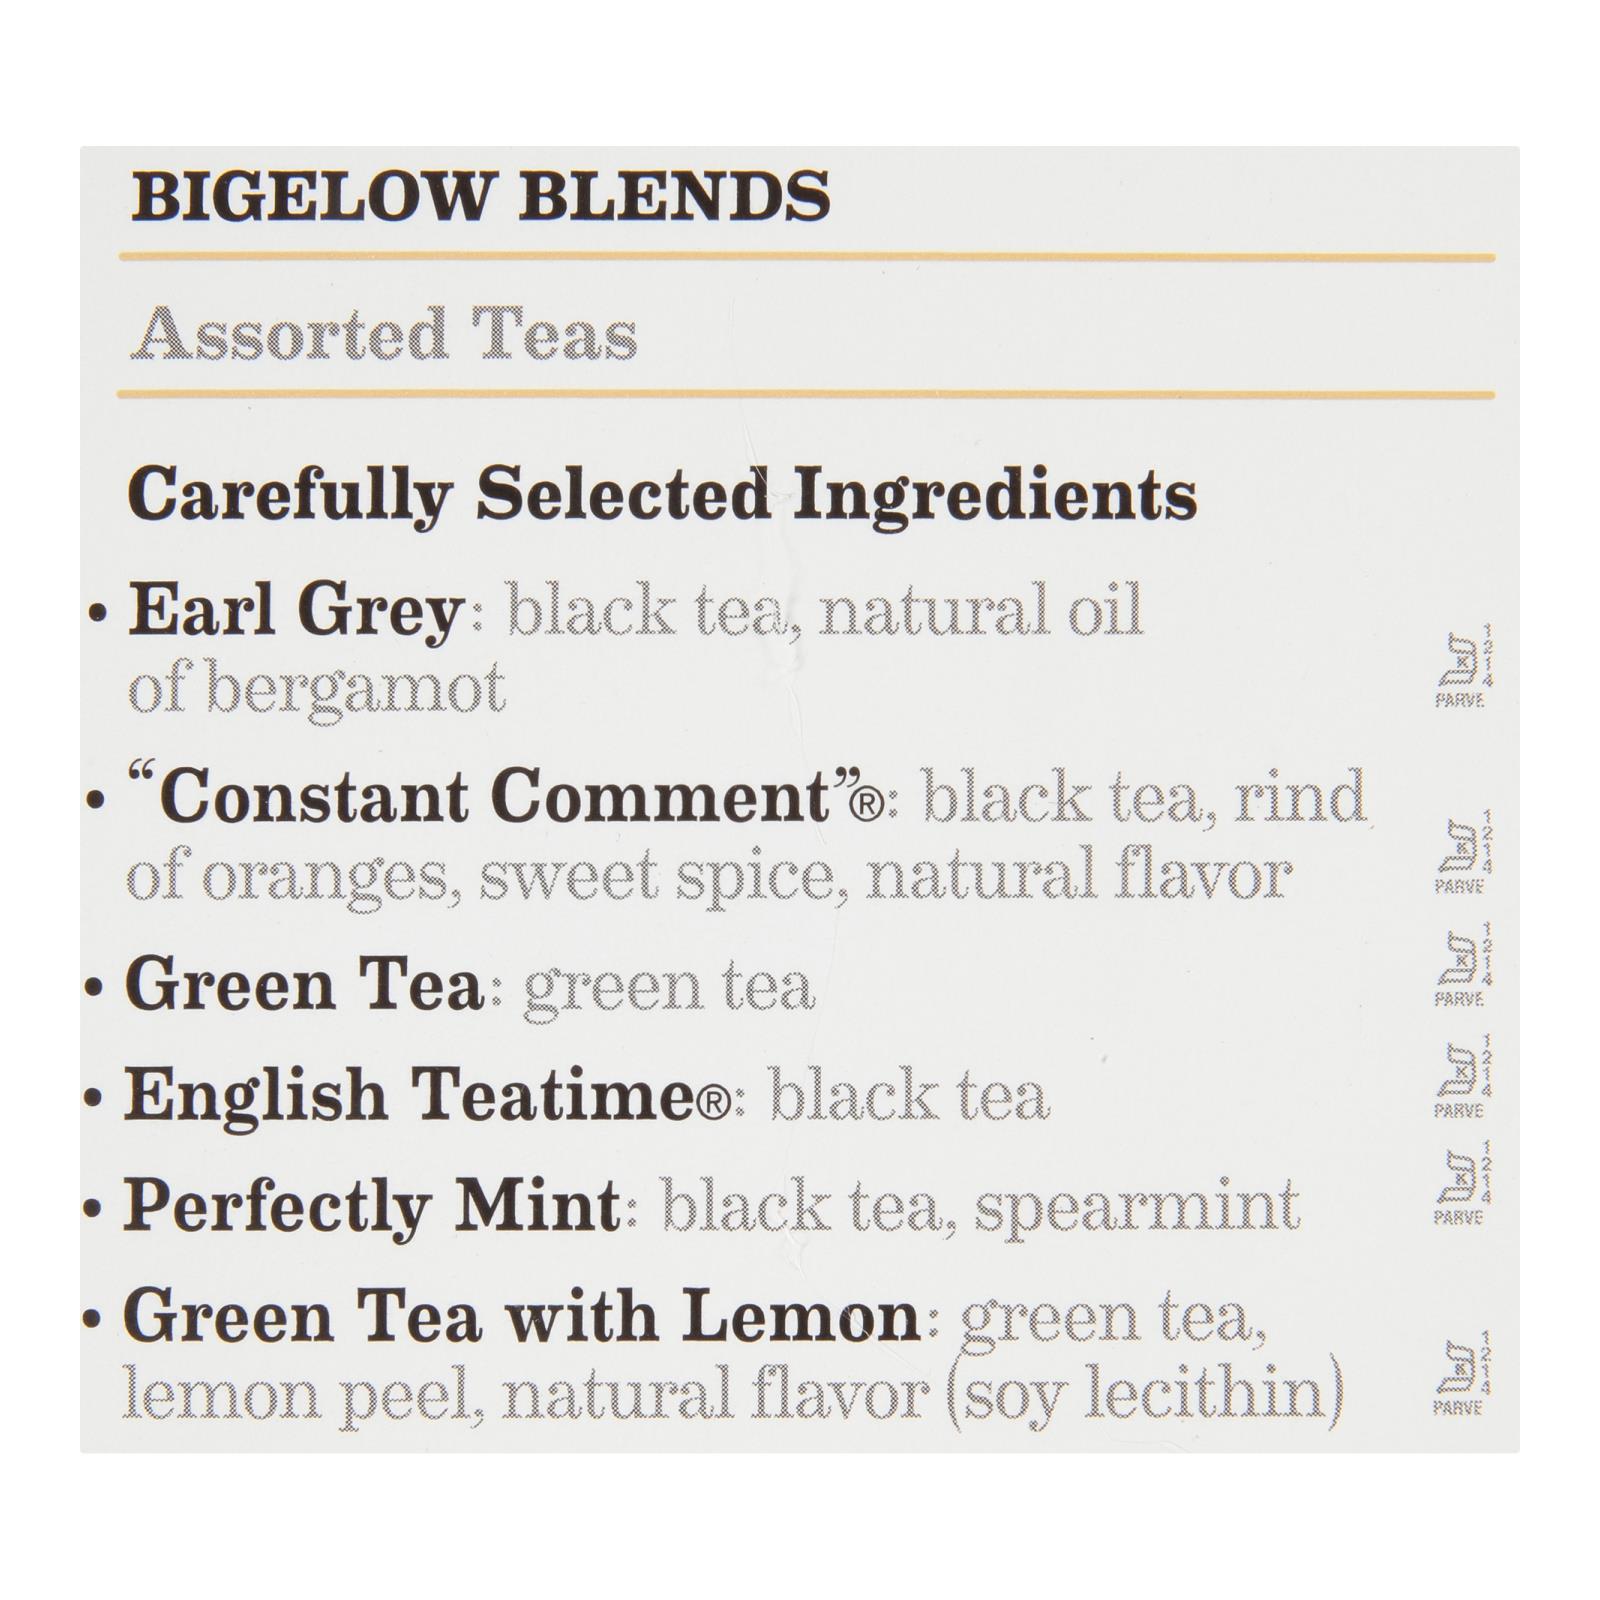 BIGELOW BLENDS
Assorted Teas
Carefully Selected Ingredients
• Earl Grey: black tea, natural oil
of bergamot
PARVE
• “Constant Comment”®: black tea, rind
of oranges, sweet spice, natural flavor
PARVE
• Green Tea: green tea
PARVE
• English Teatime®: black tea
PARVE
• Perfectly Mint: black tea, spearmint
PARVE
• Green Tea with Lemon: green tea,
lemon peel, natural flavor (soy lecithin)
PARVE